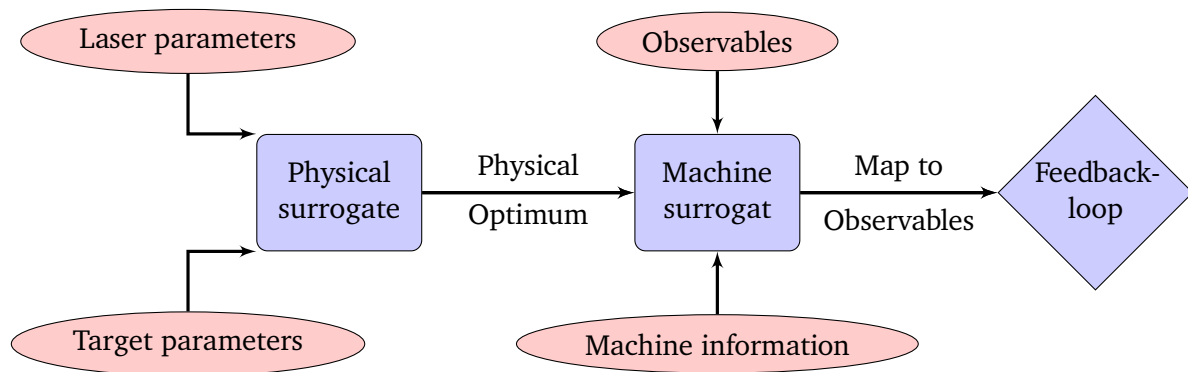 Laser parameters
Observables
Physical
surrogate
Physical
Optimum
Machine
surrogat
Map to
Observables
Feedback-
loop
Target parameters
Machine information